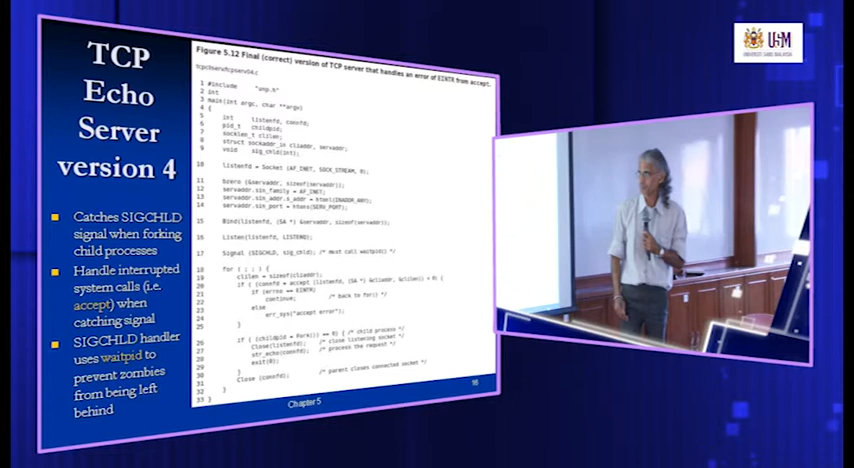 TCP
Echo
Server
version 4
Catches SIGCHLD
signal when forking
child processes
Handle interrupted
system calls (i.e.
accept) when
catching signal
SIGCHLD handler
uses waitpid to
prevent zombies
from being left
behind
Figure 5.12 Final (correct) version of TCP server that handles an error of EINTR from accept.
tcpcliserv/tcpserv04.c
1 #include "unp.h"
2 int
3 main(int argc, char **argv)
4 {
5 int listenfd, connfd;
6 pid_t childpid;
7 socklen_t clilen;
8 struct sockaddr_in cliaddr, servaddr;
9 void sig_chld(int);
10 listenfd = Socket (AF_INET, SOCK_STREAM, 0);
11 bzero (&servaddr, sizeof(servaddr));
12 servaddr.sin_family = AF_INET;
13 servaddr.sin_addr.s_addr = htonl(INADDR_ANY);
14 servaddr.sin_port = htons(SERV_PORT);
15 Bind(listenfd, (SA *) &servaddr, sizeof(servaddr));
16 Listen(listenfd, LISTENQ);
17 Signal (SIGCHLD, sig_chld); /* must call waitpid() */
18 for ( ; ; ) {
19 clilen = sizeof(cliaddr);
20 if ( (connfd = accept (listenfd, (SA *) &cliaddr, &clilen)) < 0) {
21 if (errno == EINTR)
22 continue; /* back to for() */
23 else
24 err_sys("accept error");
25 }
26 if ( (childpid = Fork()) == 0) { /* child process */
27 Close(listenfd); /* close listening socket */
28 str_echo(connfd); /* process the request */
29 exit(0);
30 }
31 Close (connfd); /* parent closes connected socket */
32 }
33 }
Chapter 5
16
USM
UNIVERSITI SAINS MALAYSIA